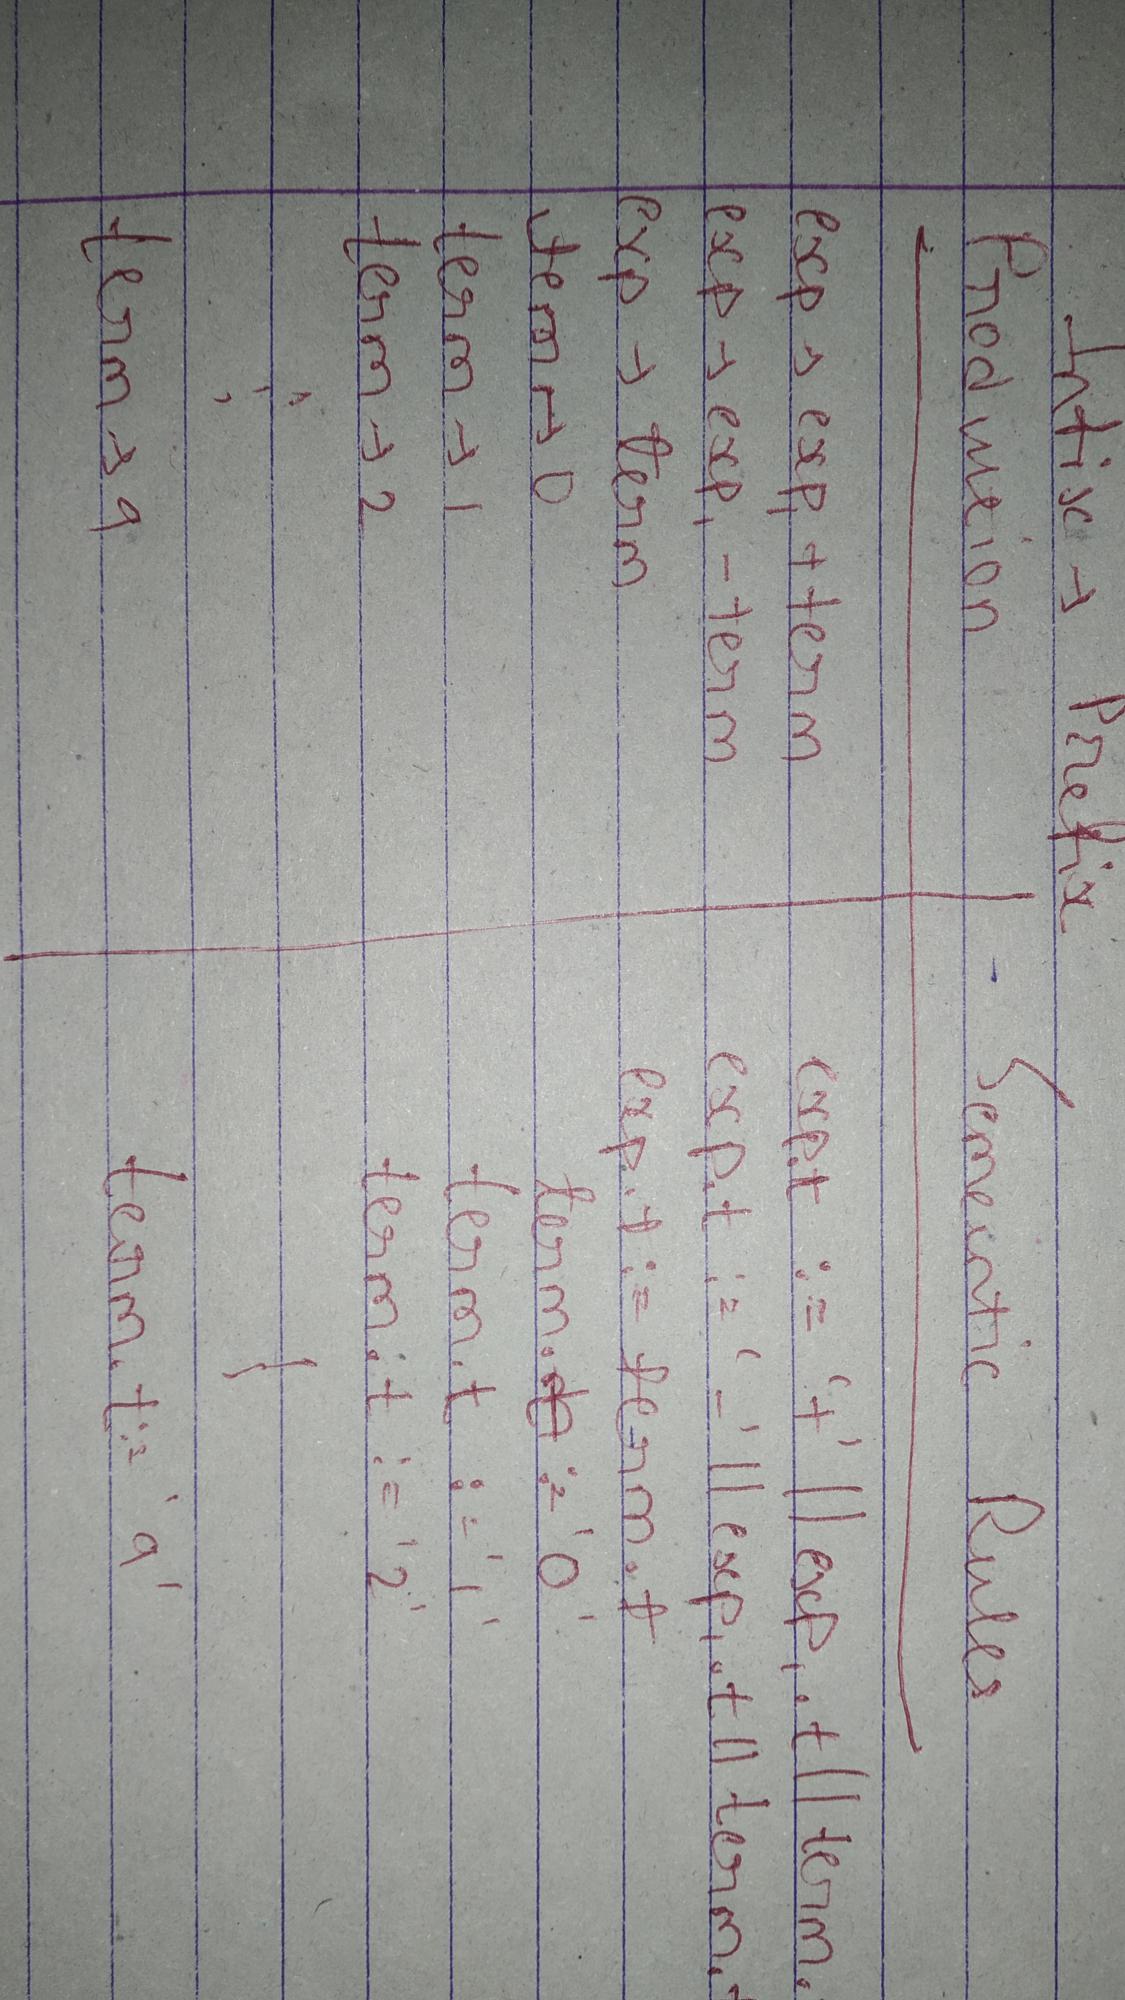 Infix → Prefix
Production - Semantic Rules
exp → exp₁ + term exp.t := '+' || exp₁.t || term.
exp → exp₁ - term exp.t := '-' || exp₁.t || term.t
exp → term exp.t := term.t
term → 0 term.t := '0'
term → 1 term.t := '1'
term → 2 term.t := '2'
term → 9 term.t := '9'